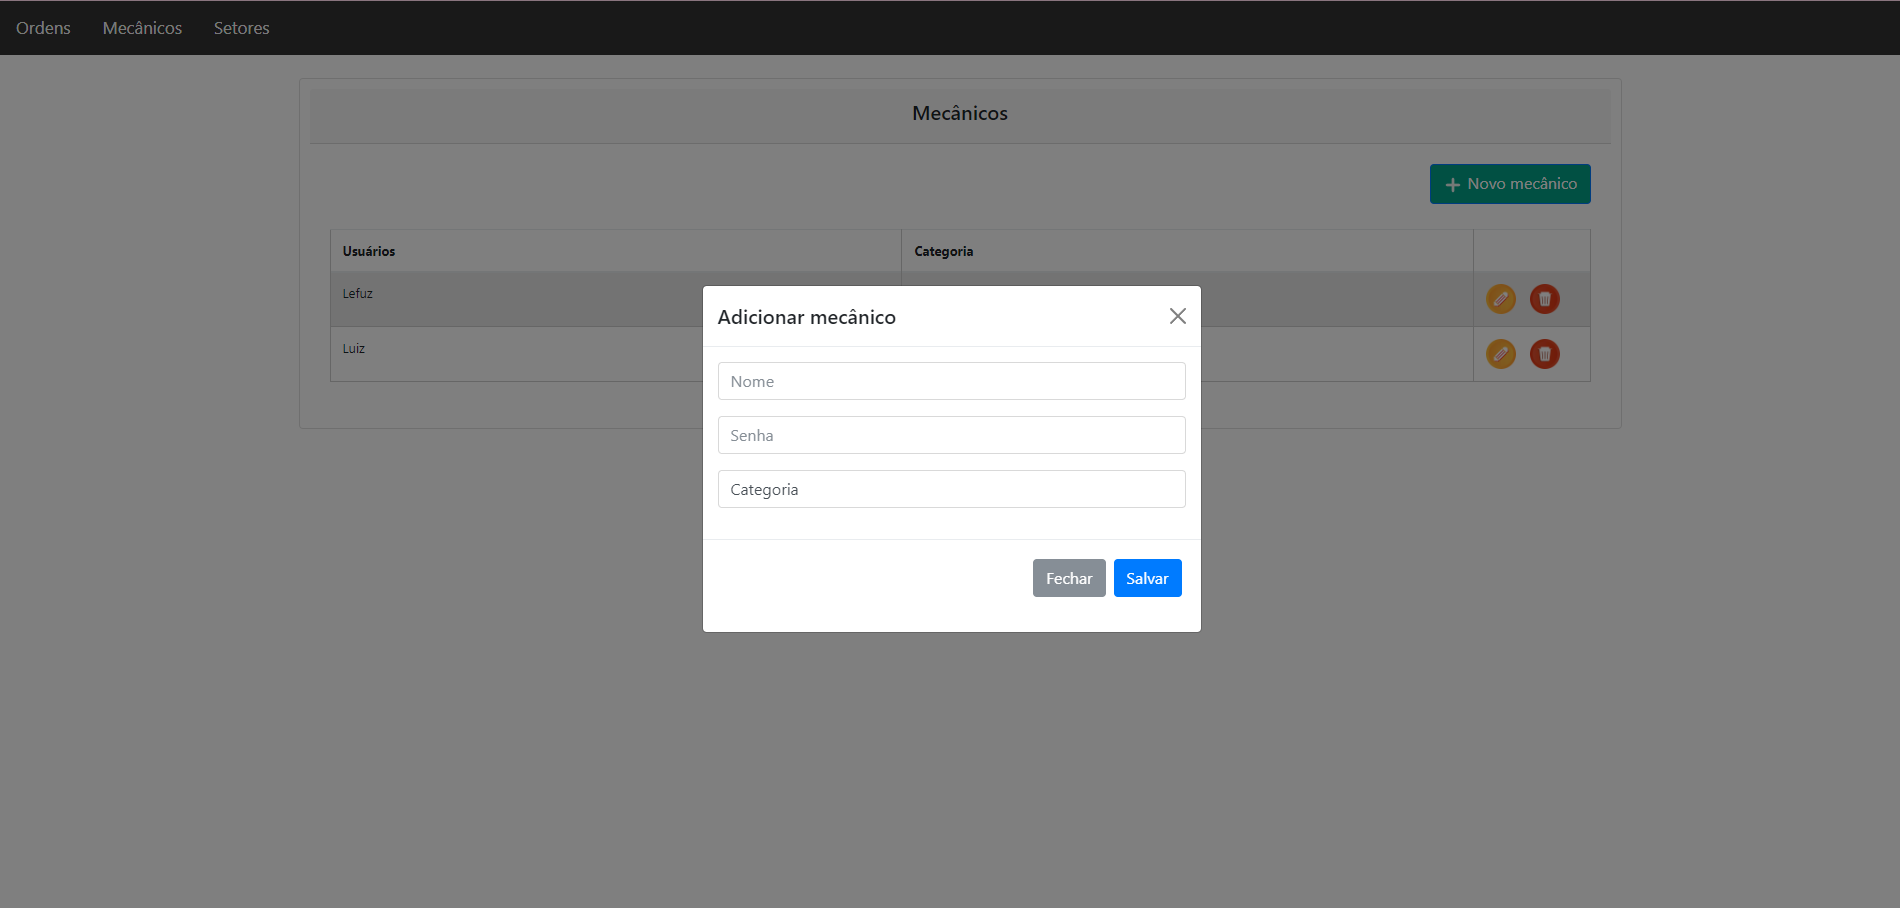 Ordens Mecânicos Setores
Mecânicos
Novo mecânico
Usuários Categoria
Lefuz
Luiz
Adicionar mecânico
Nome
Senha
Categoria
Fechar Salvar